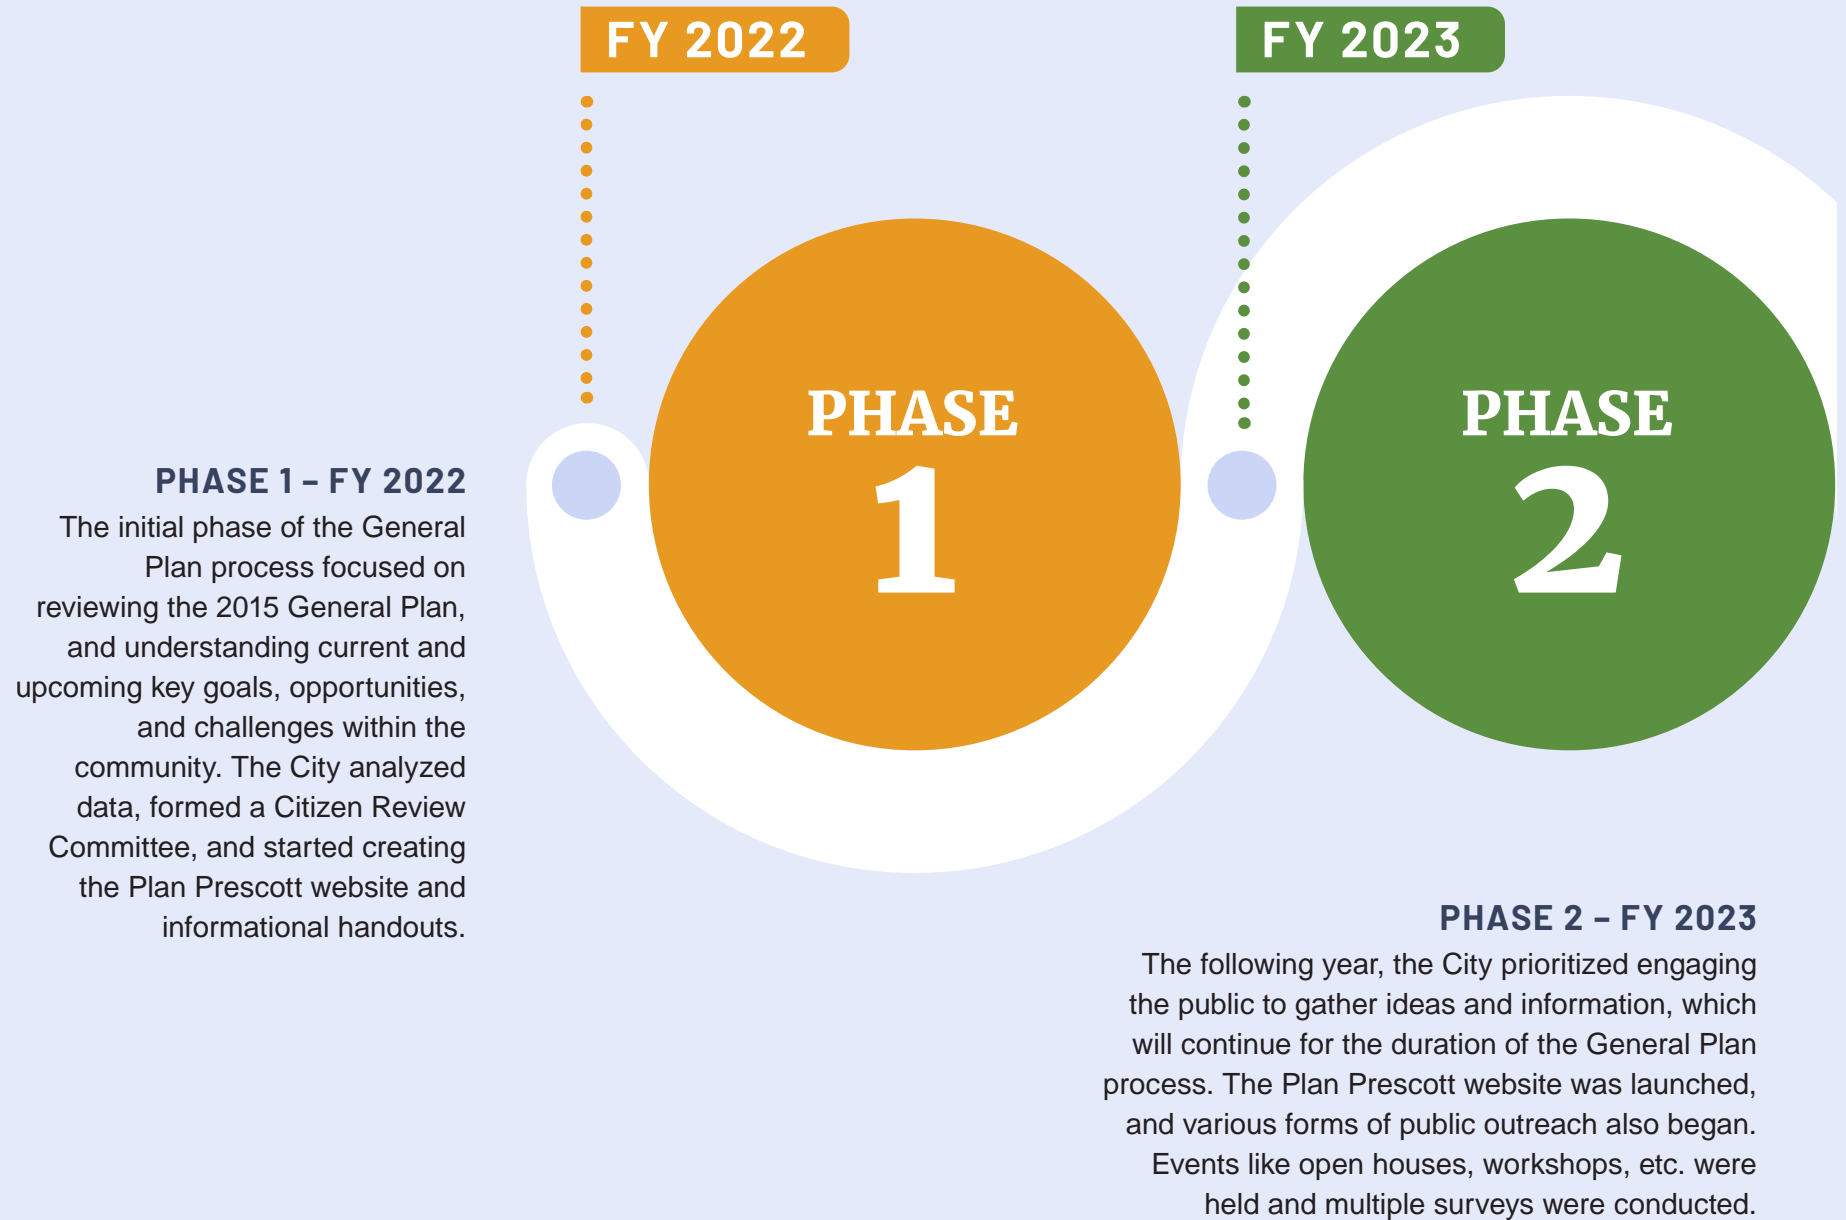 FY 2022
FY 2023
PHASE
1
PHASE
2
PHASE 1 – FY 2022
The initial phase of the General
Plan process focused on
reviewing the 2015 General Plan,
and understanding current and
upcoming key goals, opportunities,
and challenges within the
community. The City analyzed
data, formed a Citizen Review
Committee, and started creating
the Plan Prescott website and
informational handouts.
PHASE 2 – FY 2023
The following year, the City prioritized engaging
the public to gather ideas and information, which
will continue for the duration of the General Plan
process. The Plan Prescott website was launched,
and various forms of public outreach also began.
Events like open houses, workshops, etc. were
held and multiple surveys were conducted.